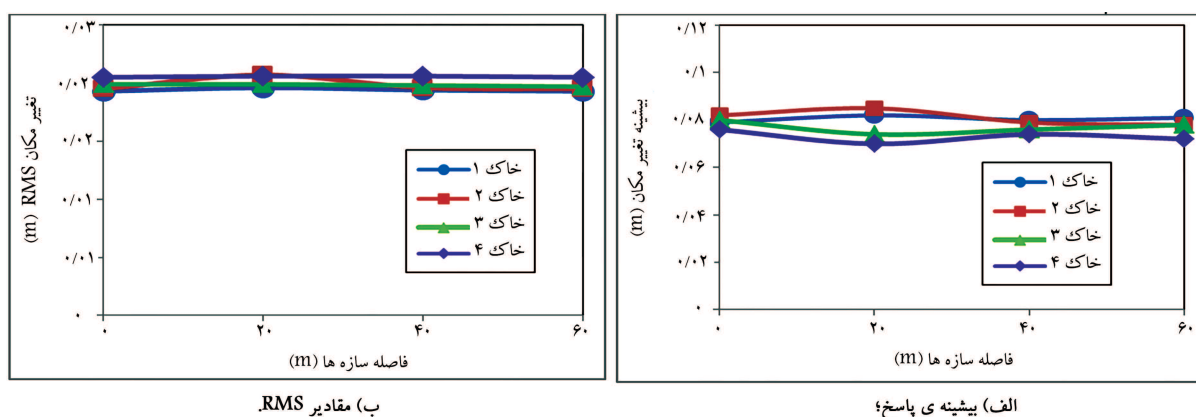 ۰/۱۲
۰/۱
۰/۰۸
۰/۰۶
۰/۰۴
۰/۰۲
۰
بیشینه تغییر مکان (m)
خاک ۱
خاک ۲
خاک ۳
خاک ۴
۰ ۲۰ ۴۰ ۶۰
فاصله سازه ها (m)
الف) بیشینه ی پاسخ؛
۰/۰۳
۰/۰۲
۰/۰۲
۰/۰۱
۰/۰۱
۰
تغییر مکان RMS (m)
خاک ۱
خاک ۲
خاک ۳
خاک ۴
۰ ۲۰ ۴۰ ۶۰
فاصله سازه ها (m)
ب) مقادیر RMS.